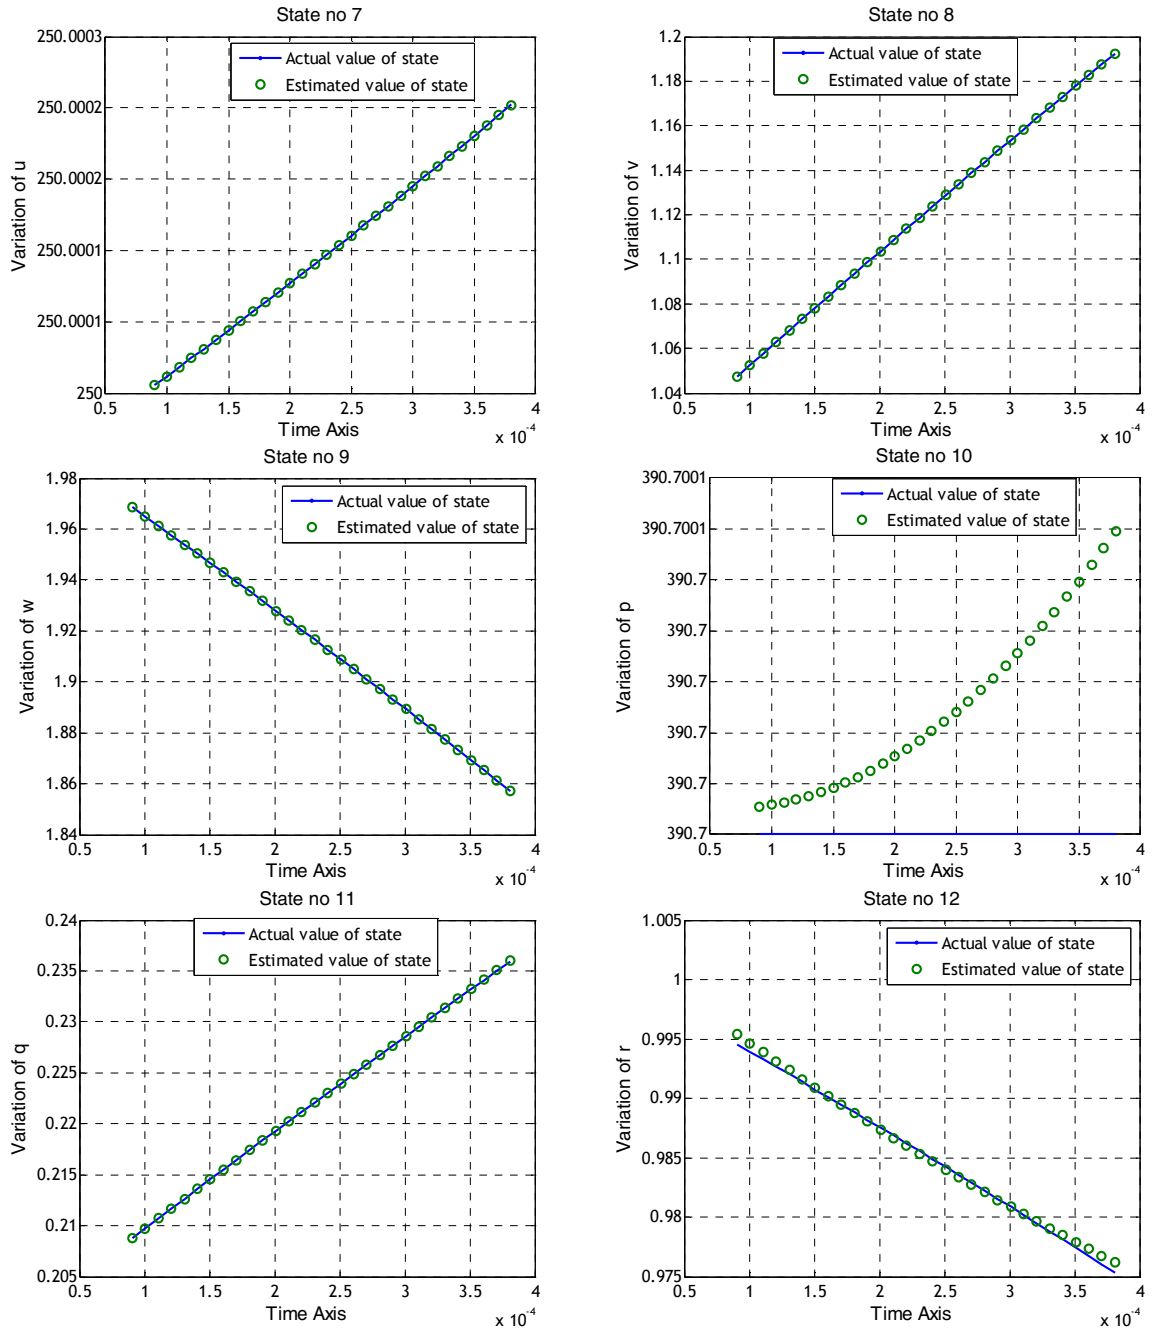 State no 7
250.0003
250.0002
250.0002
250.0001
250.0001
250
Variation of u
Actual value of state
Estimated value of state
0.5 1 1.5 2 2.5 3 3.5 4
Time Axis
x 10-4
State no 8
1.2
1.18
1.16
1.14
1.12
1.1
1.08
1.06
1.04
Variation of v
Actual value of state
Estimated value of state
0.5 1 1.5 2 2.5 3 3.5 4
Time Axis
x 10-4
State no 9
1.98
1.96
1.94
1.92
1.9
1.88
1.86
1.84
Variation of w
Actual value of state
Estimated value of state
0.5 1 1.5 2 2.5 3 3.5 4
Time Axis
x 10-4
State no 10
390.7001
390.7001
390.7
390.7
390.7
390.7
390.7
390.7
Variation of p
Actual value of state
Estimated value of state
0.5 1 1.5 2 2.5 3 3.5 4
Time Axis
x 10-4
State no 11
0.24
0.235
0.23
0.225
0.22
0.215
0.21
0.205
Variation of q
Actual value of state
Estimated value of state
0.5 1 1.5 2 2.5 3 3.5 4
Time Axis
x 10-4
State no 12
1.005
1
0.995
0.99
0.985
0.98
0.975
Variation of r
Actual value of state
Estimated value of state
0.5 1 1.5 2 2.5 3 3.5 4
Time Axis
x 10-4